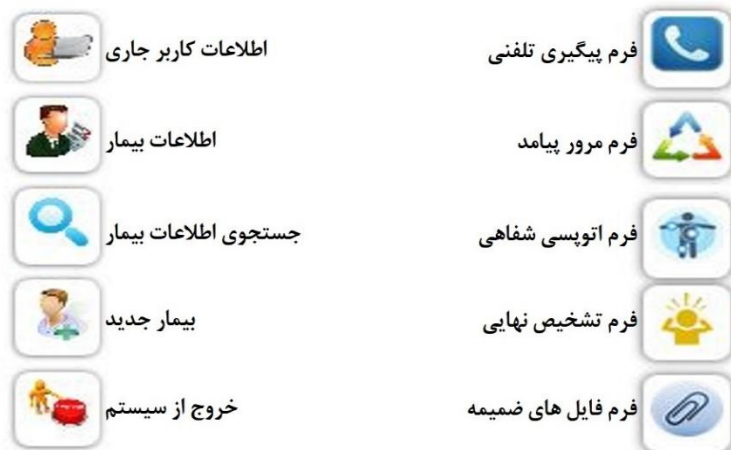 فرم پیگیری تلفنی
فرم مرور پیامد
فرم اتوپسی شفاهی
فرم تشخیص نهایی
فرم فایل های ضمیمه
اطلاعات کاربر جاری
اطلاعات بیمار
جستجوی اطلاعات بیمار
بیمار جدید
خروج از سیستم